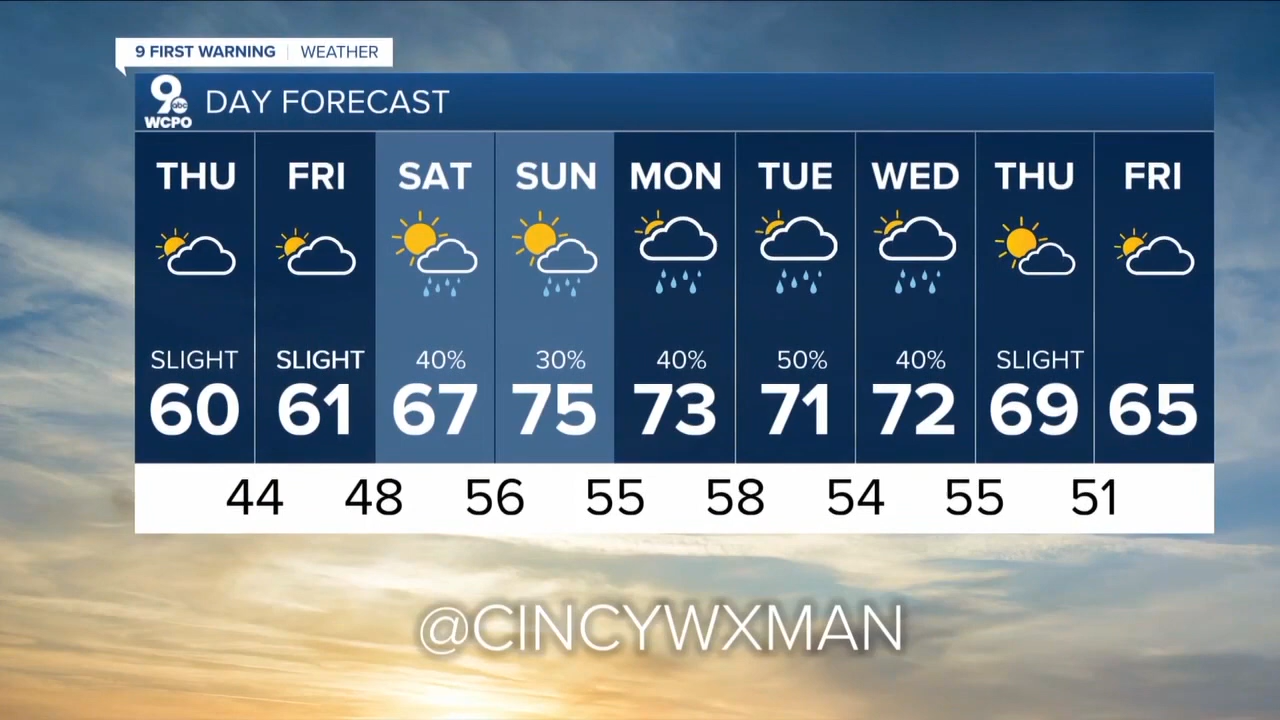 9 FIRST WARNING | WEATHER
9 abc WCPO DAY FORECAST
THU FRI SAT SUN MON TUE WED THU FRI
SLIGHT SLIGHT 40% 30% 40% 50% 40% SLIGHT
60 61 67 75 73 71 72 69 65
44 48 56 55 58 54 55 51
@CINCYWXMAN